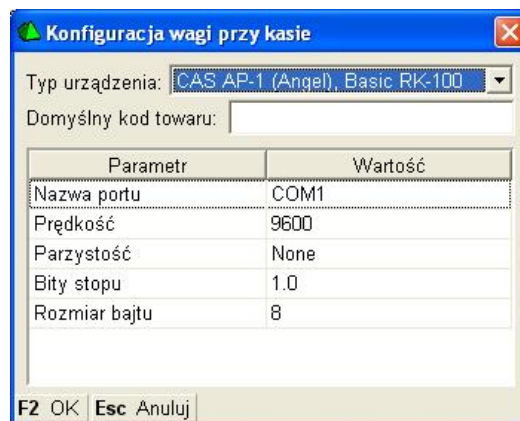 Konfiguracja wagi przy kasie
Typ urządzenia: CAS AP-1 (Angel), Basic RK-100
Domyślny kod towaru:
Parametr Wartość
Nazwa portu COM1
Prędkość 9600
Parzystość None
Bity stopu 1.0
Rozmiar bajtu 8
F2 OK Esc Anuluj